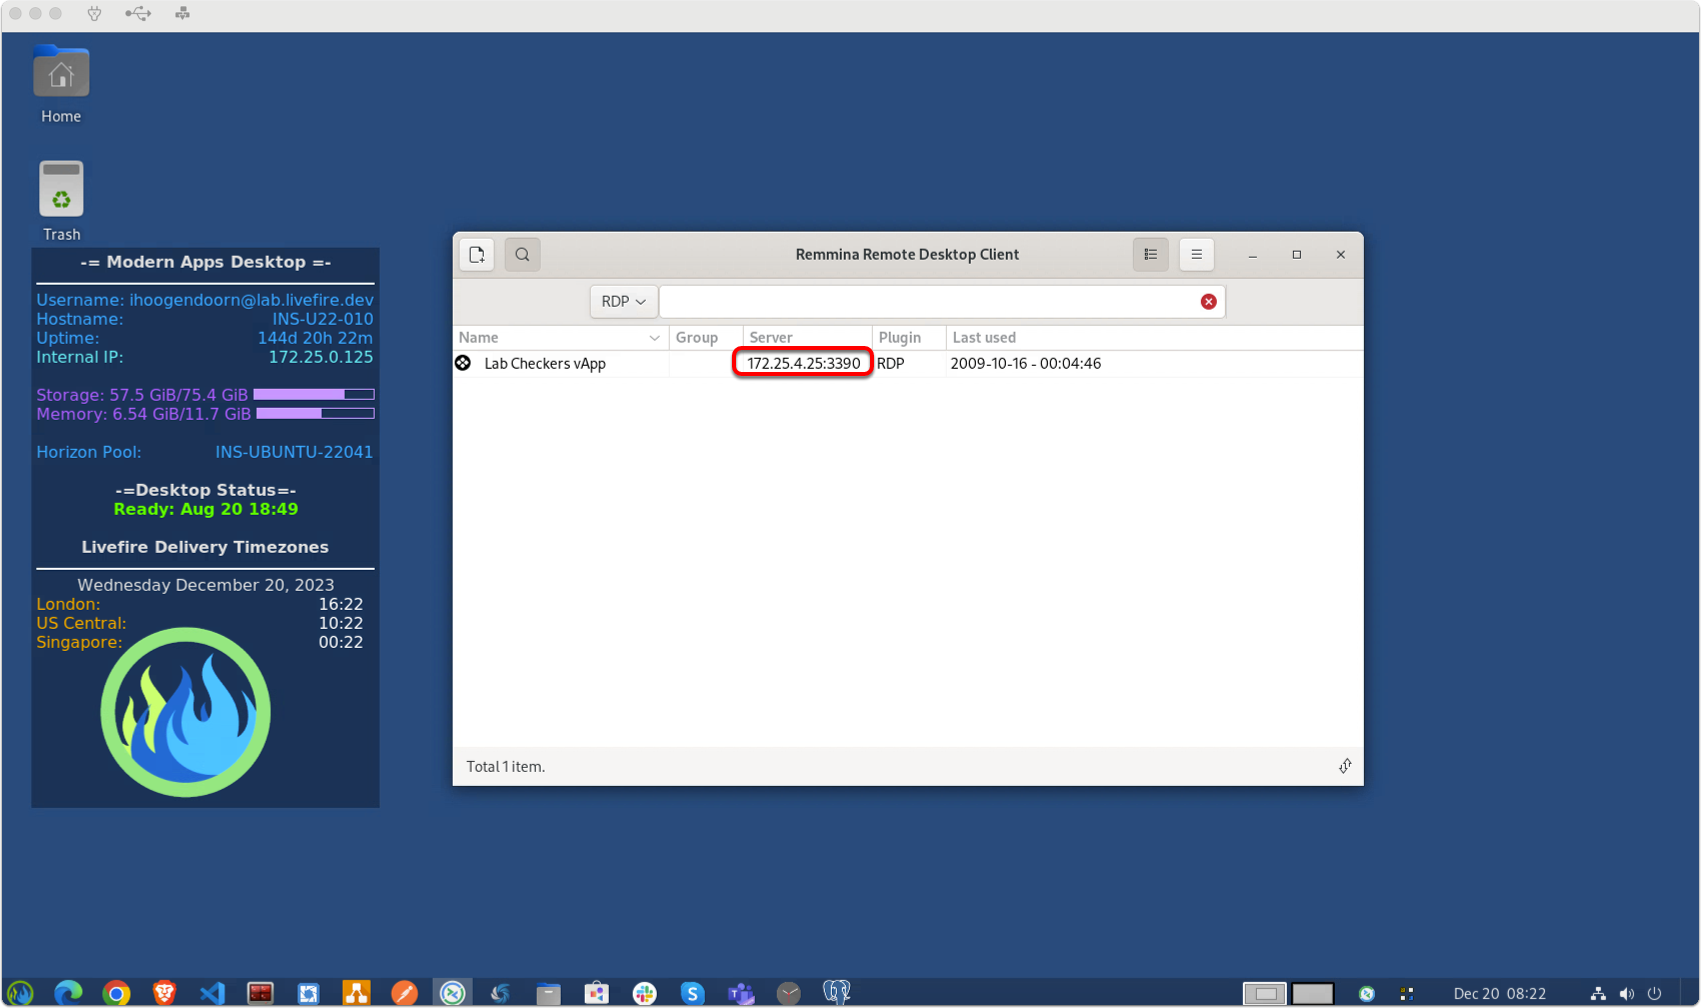 Home
Trash
-= Modern Apps Desktop =-
Username: ihoogendoorn@lab.livefire.dev
Hostname: INS-U22-010
Uptime: 144d 20h 22m
Internal IP: 172.25.0.125
Storage: 57.5 GiB/75.4 GiB
Memory: 6.54 GiB/11.7 GiB
Horizon Pool: INS-UBUNTU-22041
-=Desktop Status=-
Ready: Aug 20 18:49
Livefire Delivery Timezones
Wednesday December 20, 2023
London: 16:22
US Central: 10:22
Singapore: 00:22
Remmina Remote Desktop Client
RDP
Name Group Server Plugin Last used
Lab Checkers vApp 172.25.4.25:3390 RDP 2009-10-16 - 00:04:46
Total 1 item.
Dec 20 08:22